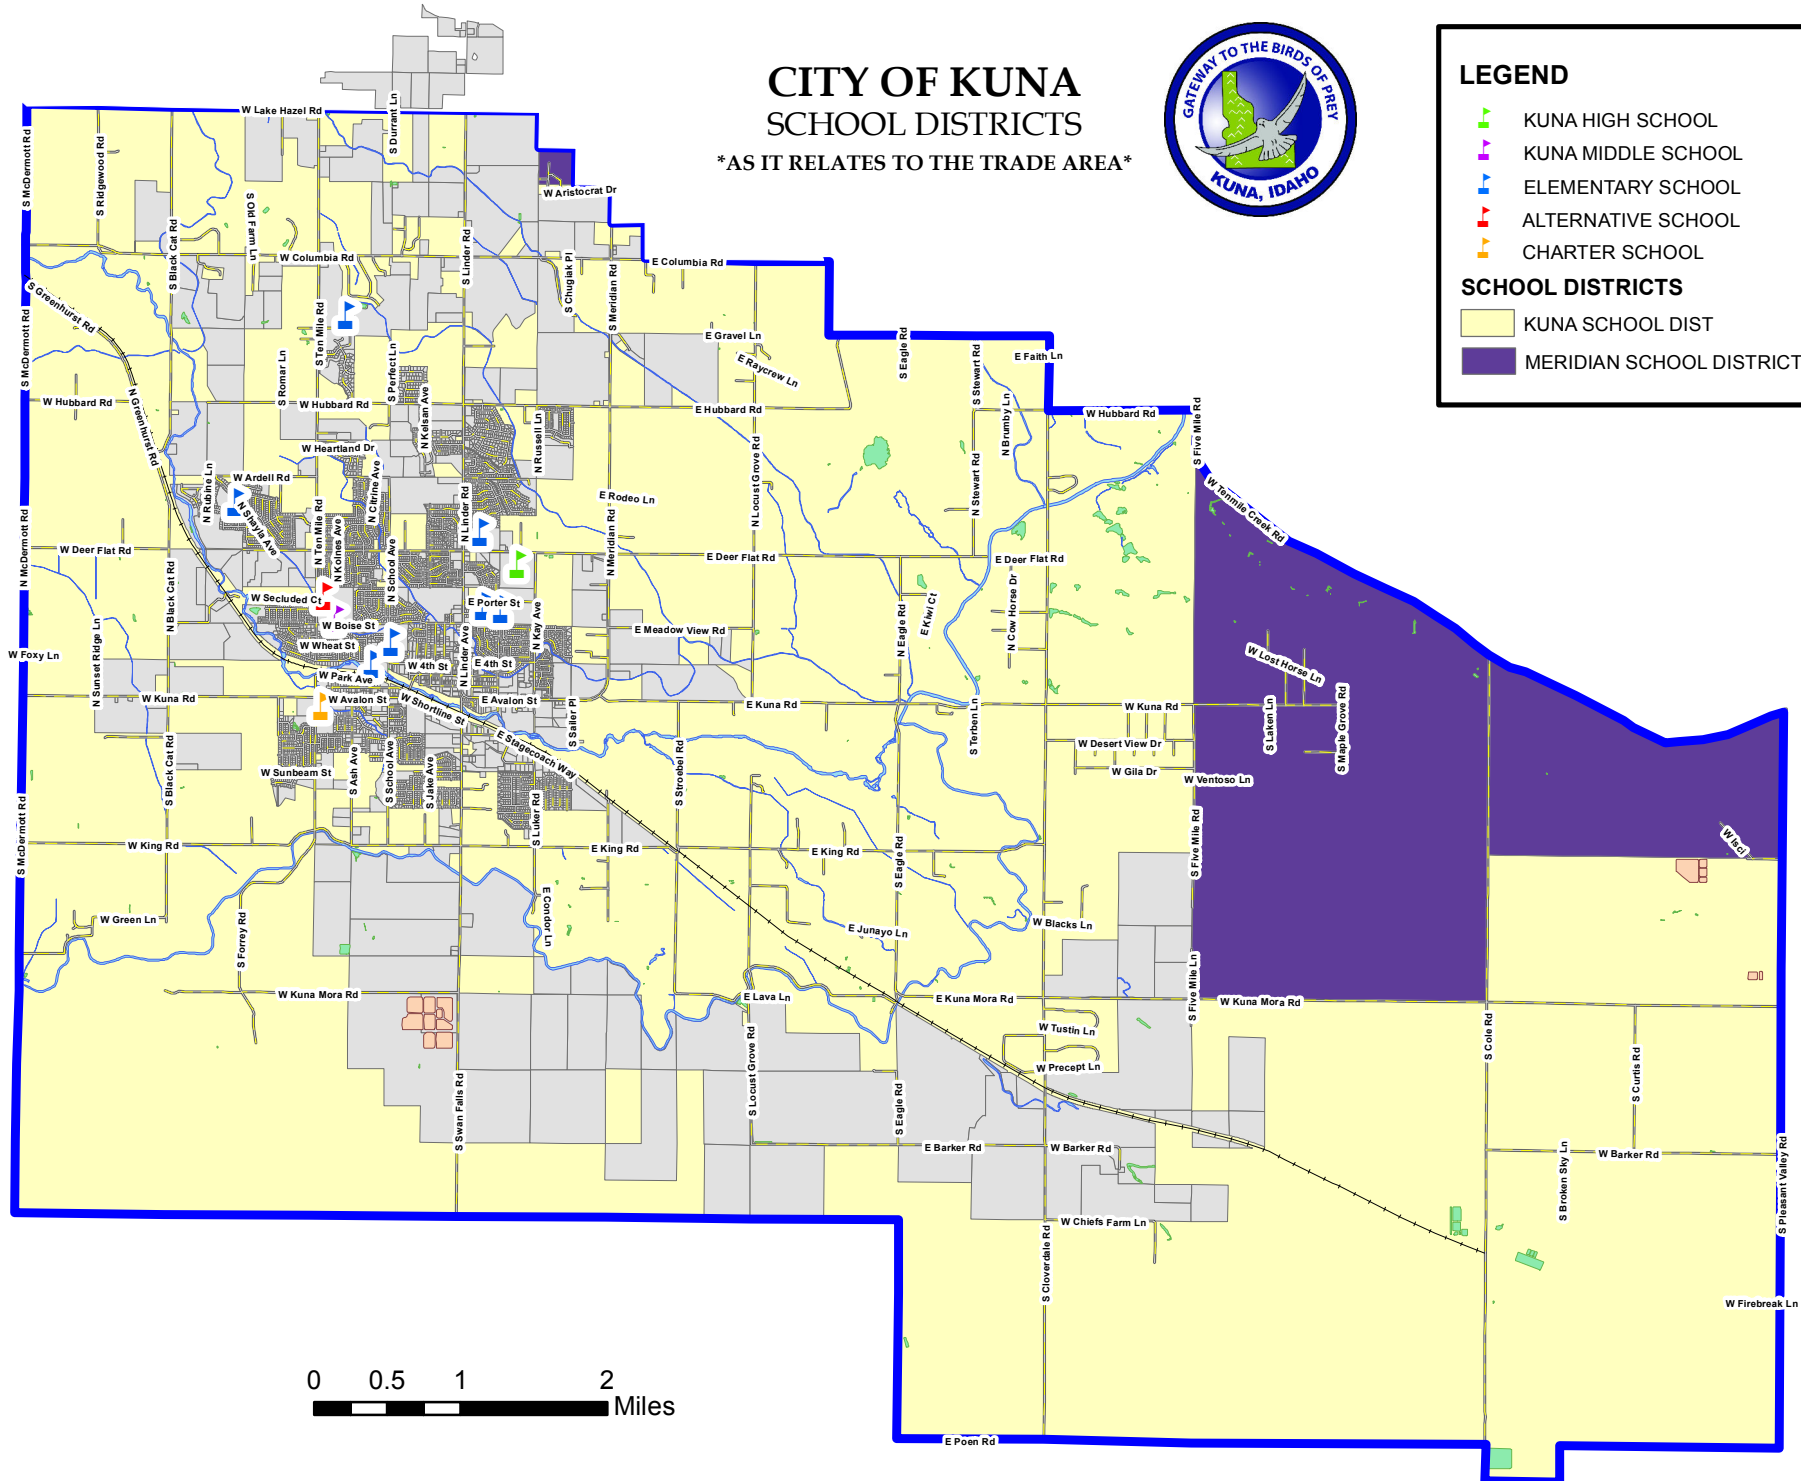 CITY OF KUNA
SCHOOL DISTRICTS
*AS IT RELATES TO THE TRADE AREA*
GATEWAY TO THE BIRDS OF PREY
KUNA, IDAHO
LEGEND
KUNA HIGH SCHOOL
KUNA MIDDLE SCHOOL
ELEMENTARY SCHOOL
ALTERNATIVE SCHOOL
CHARTER SCHOOL
SCHOOL DISTRICTS
KUNA SCHOOL DIST
MERIDIAN SCHOOL DISTRICT
W Lake Hazel Rd
S Durrant Ln
S McDermott Rd
S Ridgewood Rd
W Aristocrat Dr
S Black Cat Rd
S Old Farm Ln
W Columbia Rd
S Linder Rd
S Chugiak Pl
S Meridian Rd
E Columbia Rd
S Greenhurst Rd
S McDermott Rd
S Ten Mile Rd
S Romar Ln
S Perfect Ln
E Gravel Ln
E Raycrew Ln
S Eagle Rd
S Stewart Rd
E Faith Ln
W Hubbard Rd
N Greenhurst Rd
W Hubbard Rd
N Kelsan Ave
E Hubbard Rd
N Brumby Ln
W Hubbard Rd
S Five Mile Rd
N Russell Ln
W Heartland Dr
N Locust Grove Rd
N Rubine Ln
W Ardell Rd
N Shayla Ave
N Citrine Ave
N Linder Rd
E Rodeo Ln
N Stewart Rd
W Tenmile Creek Rd
N McDermott Rd
N Ten Mile Rd
N Kolnes Ave
N School Ave
N Meridian Rd
W Deer Flat Rd
E Deer Flat Rd
E Deer Flat Rd
N Black Cat Rd
W Secluded Ct
E Porter St
N Kay Ave
N Eagle Rd
E Kiwi Ct
N Cow Horse Dr
W Boise St
E Meadow View Rd
N Sunset Ridge Ln
W Wheat St
W Foxy Ln
N Linder Ave
W 4th St
E 4th St
W Lost Horse Ln
W Park Ave
W Kuna Rd
W Avalon St
W Shortline St
E Avalon St
S Sailer Pl
E Kuna Rd
S Terben Ln
W Kuna Rd
S Laken Ln
S Maple Grove Rd
E Stagecoach Way
W Desert View Dr
S Black Cat Rd
W Sunbeam St
S Ash Ave
S School Ave
S Jake Ave
S Stroebel Rd
W Gila Dr
W Ventoso Ln
S McDermott Rd
S Luker Rd
W King Rd
E King Rd
E King Rd
S Eagle Rd
S Five Mile Rd
W Isci
W Green Ln
S Forrey Rd
E Condor Ln
E Junayo Ln
W Blacks Ln
W Kuna Mora Rd
E Lava Ln
E Kuna Mora Rd
S Five Mile Ln
W Kuna Mora Rd
W Tustin Ln
S Cole Rd
W Precept Ln
S Curtis Rd
S Swan Falls Rd
S Locust Grove Rd
S Eagle Rd
E Barker Rd
W Barker Rd
W Barker Rd
S Broken Sky Ln
S Pleasant Valley Rd
W Chiefs Farm Ln
S Cloverdale Rd
W Firebreak Ln
0 0.5 1 2
Miles
E Poen Rd